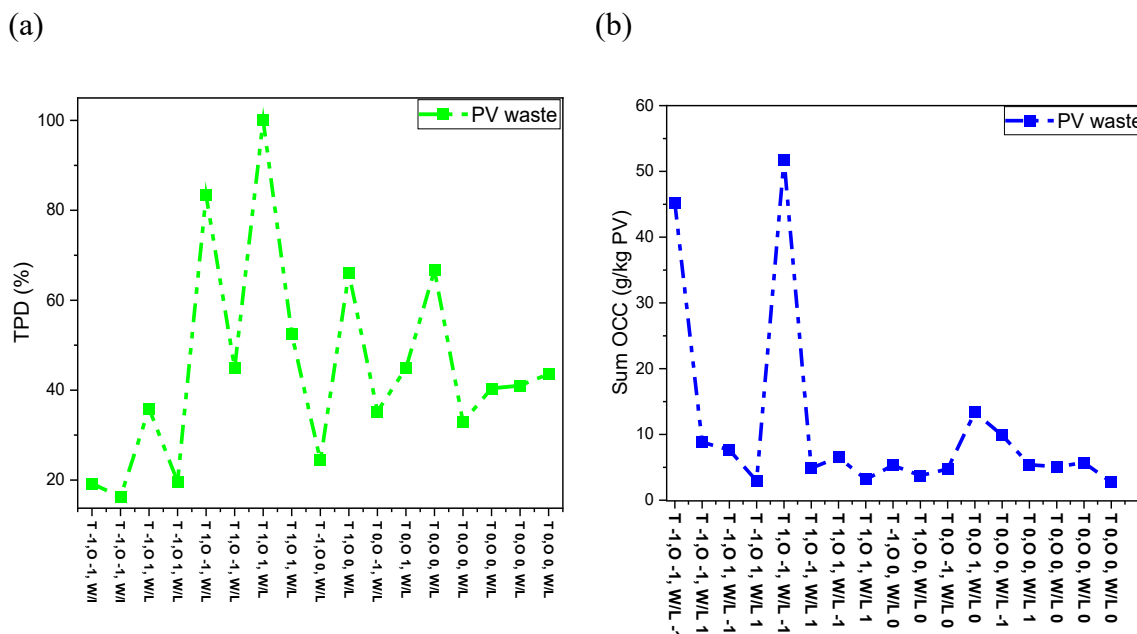 (a)
PV waste
100
80
60
40
20
TPD (%)
T -1,O -1, W/
T -1,O -1, W/
T -1,O 1, W/L
T -1,O 1, W/L
T 1,O -1, W/L
T 1,O -1, W/L
T 1,O 1, W/L
T 1,O 1, W/L
T -1,O 0, W/L
T 1,O 0, W/L
T 0,O -1, W/L
T 0,O 1, W/L
T 0,O 0, W/L
T 0,O 0, W/L
T 0,O 0, W/L
T 0,O 0, W/L
T 0,O 0, W/L
(b)
PV waste
60
50
40
30
20
10
0
Sum OCC (g/kg PV)
T -1,O -1, W/L -1
T -1,O -1, W/L 1
T -1,O 1, W/L -1
T -1,O 1, W/L 1
T 1,O -1, W/L -1
T 1,O -1, W/L 1
T 1,O 1, W/L -1
T 1,O 1, W/L 1
T -1,O 0, W/L 0
T 1,O 0, W/L 0
T 0,O -1, W/L 0
T 0,O 1, W/L 0
T 0,O 0, W/L -1
T 0,O 0, W/L 1
T 0,O 0, W/L 0
T 0,O 0, W/L 0
T 0,O 0, W/L 0